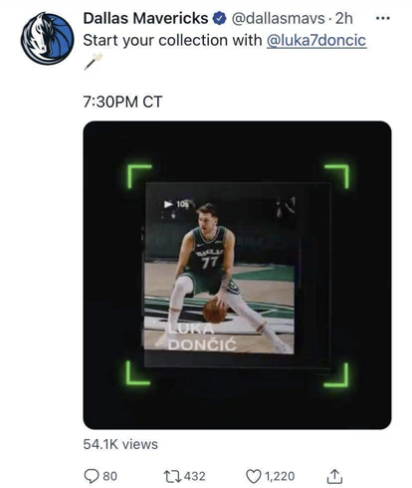 Dallas Mavericks @dallasmavs · 2h ...
Start your collection with @luka7doncic
7:30PM CT
77
LUKA
DONČIĆ
54.1K views
80 432 1,220